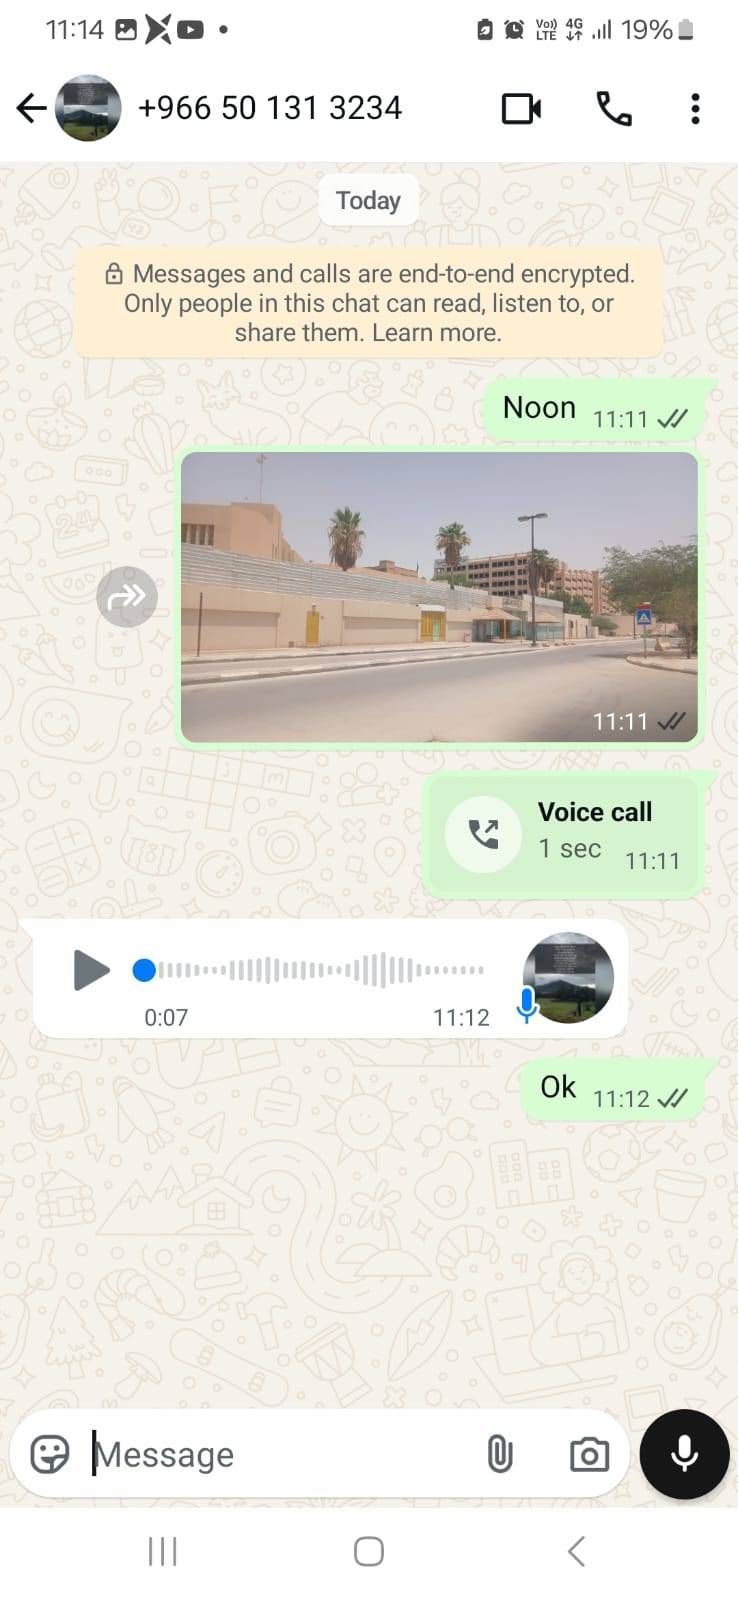 11:14
Vo)) LTE 4G 19%
+966 50 131 3234
Today
Messages and calls are end-to-end encrypted.
Only people in this chat can read, listen to, or
share them. Learn more.
Noon 11:11
11:11
Voice call
1 sec 11:11
0:07 11:12
Ok 11:12
Message